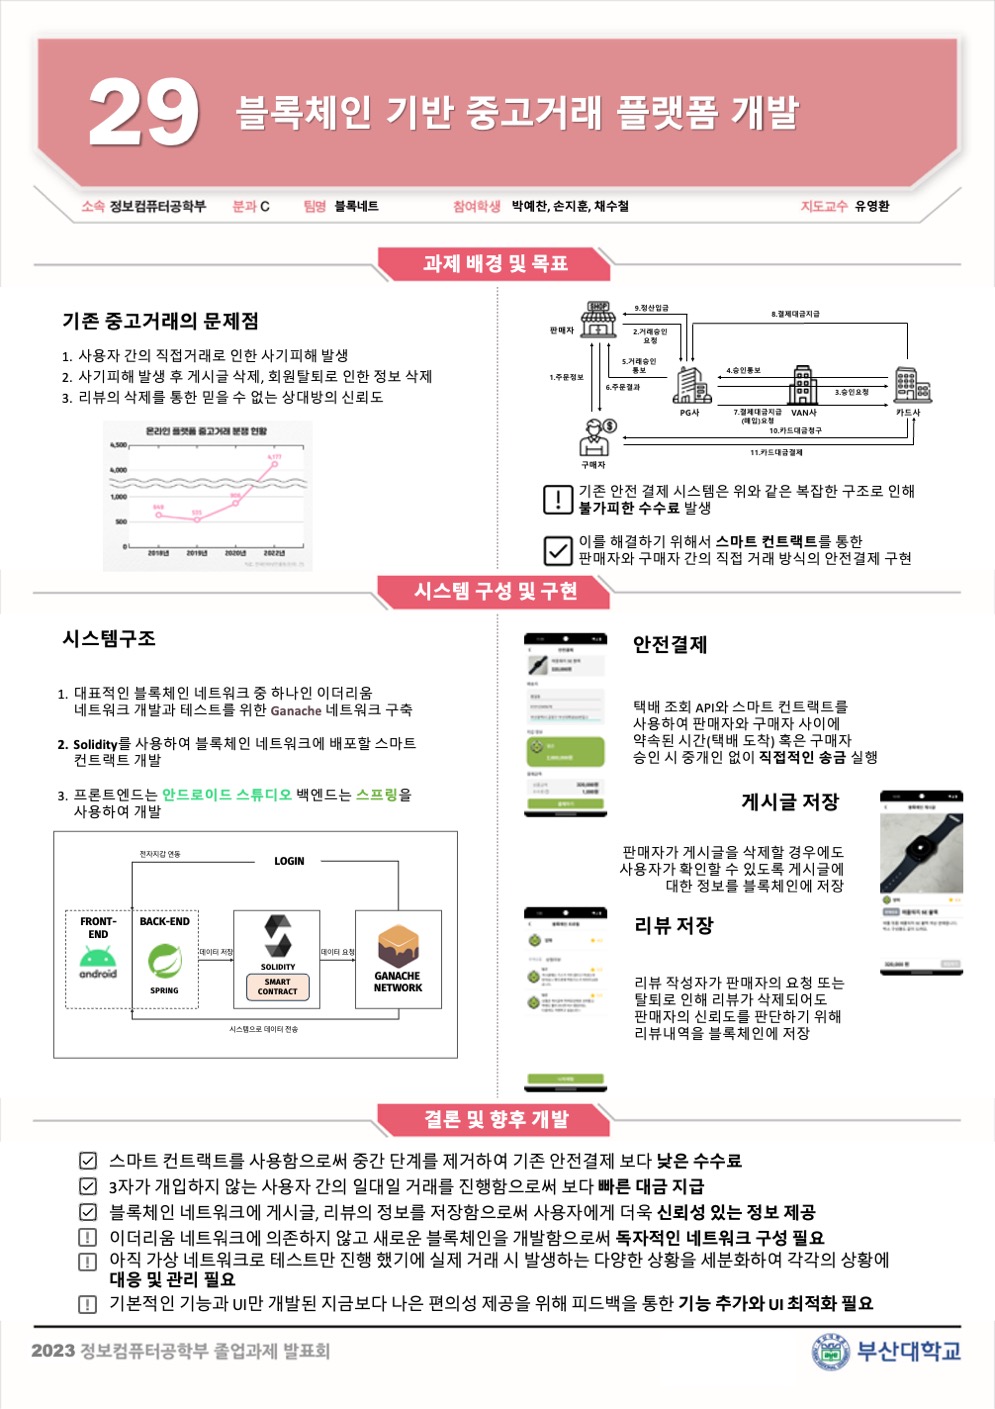 29 블록체인 기반 중고거래 플랫폼 개발
소속 정보컴퓨터공학부 분과 C 팀명 블록네트 참여학생 박예찬, 손지훈, 채수철 지도교수 유영환
과제 배경 및 목표
기존 중고거래의 문제점
1. 사용자 간의 직접거래로 인한 사기피해 발생
2. 사기피해 발생 후 게시글 삭제, 회원탈퇴로 인한 정보 삭제
3. 리뷰의 삭제를 통한 믿을 수 없는 상대방의 신뢰도
온라인 플랫폼 중고거래 분쟁 현황
4,500
4,000
1,000
500
0
649
535
906
4,177
2018년 2019년 2020년 2022년
SHOP
판매자
9.정산입금
8.결제대금지급
2.거래승인
요청
5.거래승인
통보
1.주문정보
6.주문결과
4.승인통보
3.승인요청
PG사
VAN사
카드사
7.결제대금지급
(매입)요청
10.카드대금청구
11.카드대금결제
구매자
기존 안전 결제 시스템은 위와 같은 복잡한 구조로 인해
불가피한 수수료 발생
이를 해결하기 위해서 스마트 컨트랙트를 통한
판매자와 구매자 간의 직접 거래 방식의 안전결제 구현
시스템 구성 및 구현
시스템구조
1. 대표적인 블록체인 네트워크 중 하나인 이더리움
네트워크 개발과 테스트를 위한 Ganache 네트워크 구축
2. Solidity를 사용하여 블록체인 네트워크에 배포할 스마트
컨트랙트 개발
3. 프론트엔드는 안드로이드 스튜디오 백엔드는 스프링을
사용하여 개발
전자지갑 연동
LOGIN
FRONT-
END
android
BACK-END
SPRING
데이터 저장
SOLIDITY
SMART
CONTRACT
데이터 요청
GANACHE
NETWORK
시스템으로 데이터 전송
안전결제
택배 조회 API와 스마트 컨트랙트를
사용하여 판매자와 구매자 사이에
약속된 시간(택배 도착) 혹은 구매자
승인 시 중개인 없이 직접적인 송금 실행
게시글 저장
판매자가 게시글을 삭제할 경우에도
사용자가 확인할 수 있도록 게시글에
대한 정보를 블록체인에 저장
리뷰 저장
리뷰 작성자가 판매자의 요청 또는
탈퇴로 인해 리뷰가 삭제되어도
판매자의 신뢰도를 판단하기 위해
리뷰내역을 블록체인에 저장
결론 및 향후 개발
스마트 컨트랙트를 사용함으로써 중간 단계를 제거하여 기존 안전결제 보다 낮은 수수료
3자가 개입하지 않는 사용자 간의 일대일 거래를 진행함으로써 보다 빠른 대금 지급
블록체인 네트워크에 게시글, 리뷰의 정보를 저장함으로써 사용자에게 더욱 신뢰성 있는 정보 제공
이더리움 네트워크에 의존하지 않고 새로운 블록체인을 개발함으로써 독자적인 네트워크 구성 필요
아직 가상 네트워크로 테스트만 진행 했기에 실제 거래 시 발생하는 다양한 상황을 세분화하여 각각의 상황에
대응 및 관리 필요
기본적인 기능과 UI만 개발된 지금보다 나은 편의성 제공을 위해 피드백을 통한 기능 추가와 UI 최적화 필요
2023 정보컴퓨터공학부 졸업과제 발표회
부산대학교